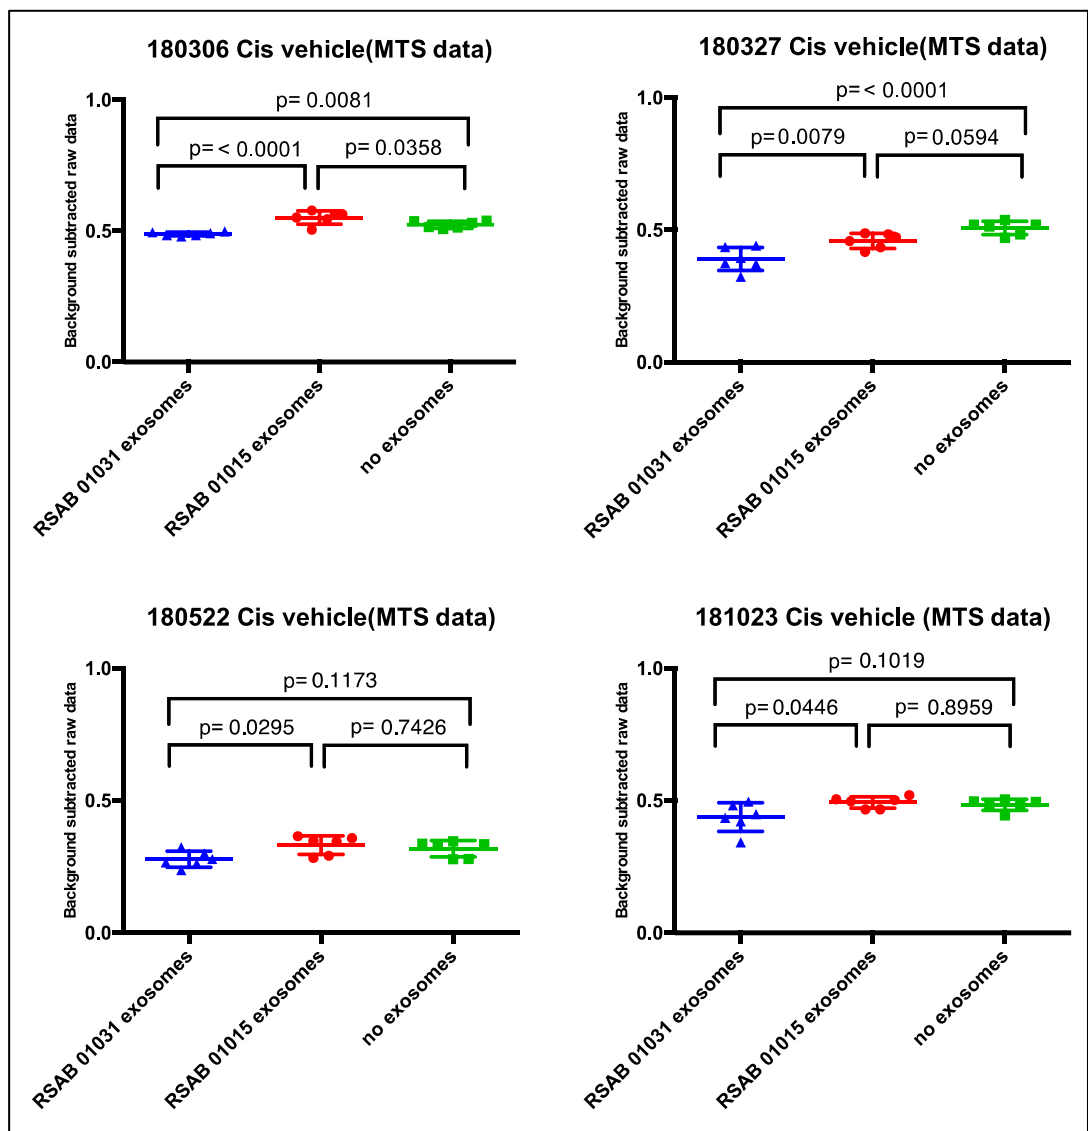 180306 Cis vehicle(MTS data)
p= 0.0081
p= < 0.0001
p= 0.0358
Background subtracted raw data
1.0
0.5
0.0
RSAB 01031 exosomes
RSAB 01015 exosomes
no exosomes
180327 Cis vehicle(MTS data)
p= < 0.0001
p= 0.0079
p= 0.0594
Background subtracted raw data
1.0
0.5
0.0
RSAB 01031 exosomes
RSAB 01015 exosomes
no exosomes
180522 Cis vehicle(MTS data)
p= 0.1173
p= 0.0295
p= 0.7426
Background subtracted raw data
1.0
0.5
0.0
RSAB 01031 exosomes
RSAB 01015 exosomes
no exosomes
181023 Cis vehicle (MTS data)
p= 0.1019
p= 0.0446
p= 0.8959
Background subtracted raw data
1.0
0.5
0.0
RSAB 01031 exosomes
RSAB 01015 exosomes
no exosomes